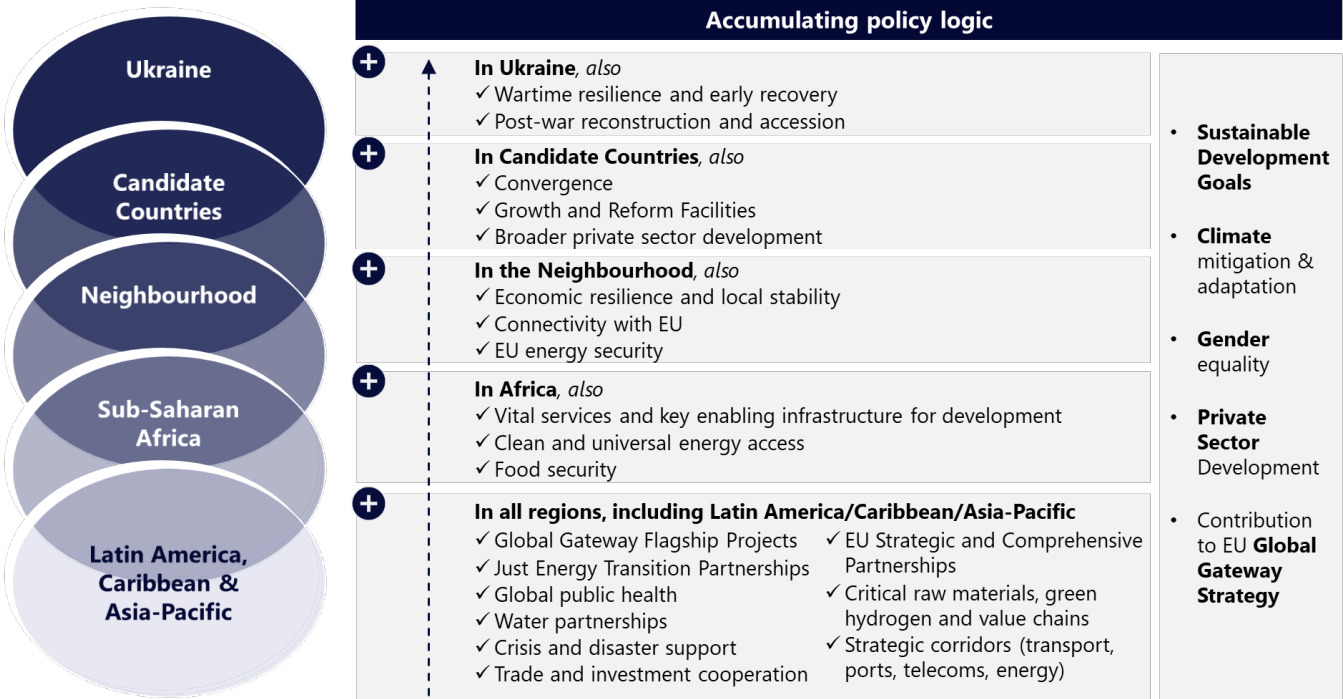 Accumulating policy logic
Ukraine
Candidate
Countries
Neighbourhood
Sub-Saharan
Africa
Latin America,
Caribbean &
Asia-Pacific
In Ukraine, also
✓ Wartime resilience and early recovery
✓ Post-war reconstruction and accession
In Candidate Countries, also
✓ Convergence
✓ Growth and Reform Facilities
✓ Broader private sector development
In the Neighbourhood, also
✓ Economic resilience and local stability
✓ Connectivity with EU
✓ EU energy security
In Africa, also
✓ Vital services and key enabling infrastructure for development
✓ Clean and universal energy access
✓ Food security
In all regions, including Latin America/Caribbean/Asia-Pacific
✓ Global Gateway Flagship Projects
✓ Just Energy Transition Partnerships
✓ Global public health
✓ Water partnerships
✓ Crisis and disaster support
✓ Trade and investment cooperation
✓ EU Strategic and Comprehensive
Partnerships
✓ Critical raw materials, green
hydrogen and value chains
✓ Strategic corridors (transport,
ports, telecoms, energy)
• Sustainable
Development
Goals
• Climate
mitigation &
adaptation
• Gender
equality
• Private
Sector
Development
• Contribution
to EU Global
Gateway
Strategy